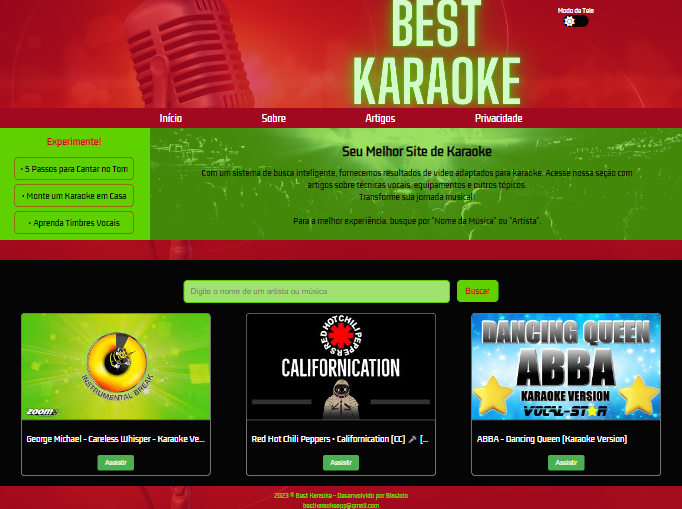 BEST
KARAOKE
Modo de Tela
Início Sobre Artigos Privacidade
Experimente!
• 5 Passos para Cantar no Tom
• Monte um Karaoke em Casa
• Aprenda Timbres Vocais
Seu Melhor Site de Karaoke
Com um sistema de busca inteligente, fornecemos resultados de vídeo adaptados para karaoke. Acesse nossa seção com
artigos sobre técnicas vocais, equipamentos e outros tópicos.
Transforme sua jornada musical!
Para a melhor experiência, busque por "Nome da Música" ou "Artista".
Digite o nome de um artista ou música
Buscar
INSTRUMENTAL BREAK
zoom
George Michael - Careless Whisper - Karaoke Ve...
Assistir
RED HOT CHILI PEPPERS
CALIFORNICATION
Red Hot Chili Peppers • Californication [CC] 🎤 [...
Assistir
DANCING QUEEN
ABBA
KARAOKE VERSION
VOCAL-STAR
ABBA - Dancing Queen (Karaoke Version)
Assistir
2023 © Best Karaoke - Desenvolvido por Blastoia
bestkaraokeapp@gmail.com